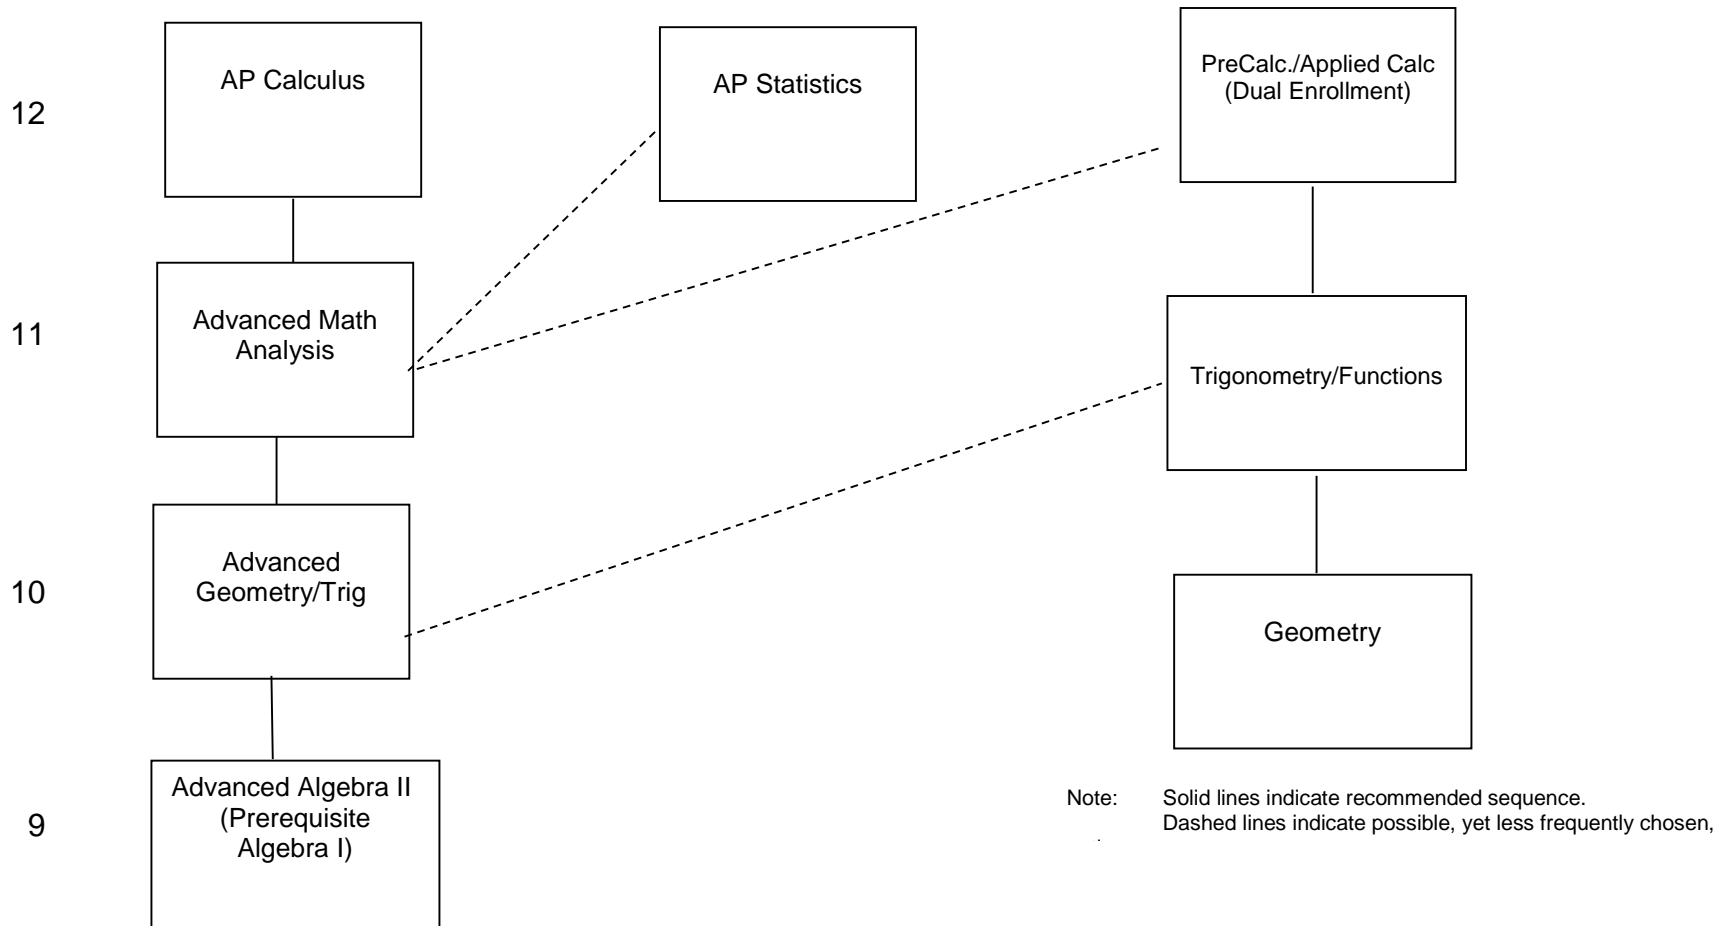 12
AP Calculus
AP Statistics
PreCalc./Applied Calc
(Dual Enrollment)
11
Advanced Math
Analysis
Trigonometry/Functions
10
Advanced
Geometry/Trig
Geometry
9
Advanced Algebra II
(Prerequisite
Algebra I)
Note: Solid lines indicate recommended sequence.
Dashed lines indicate possible, yet less frequently chosen,